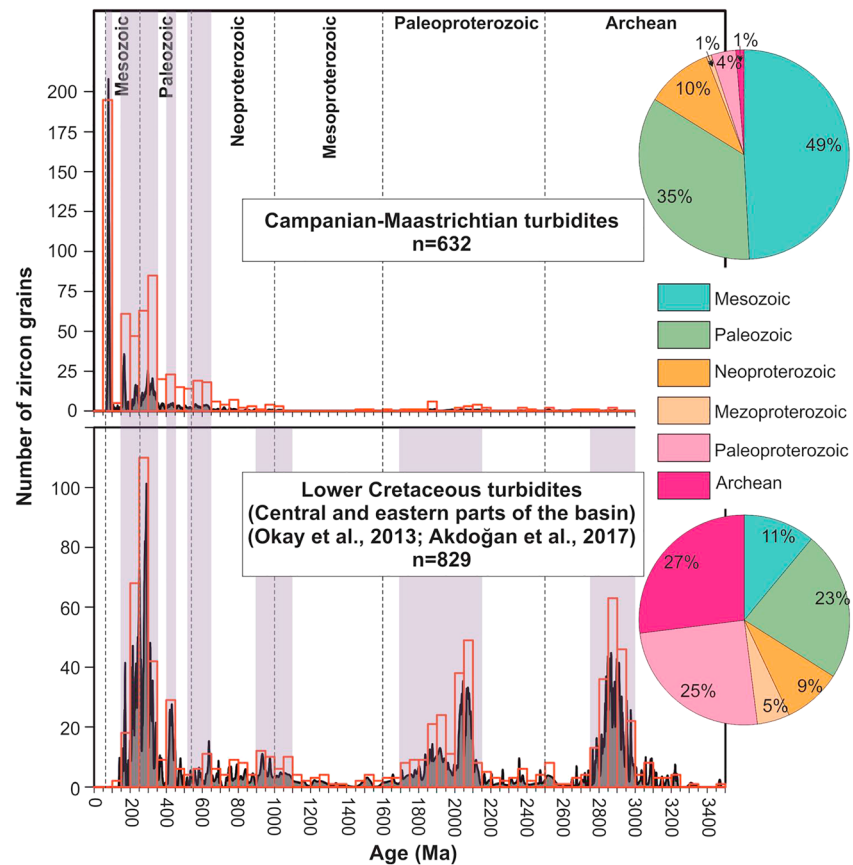 Mesozoic
Paleozoic
Neoproterozoic
Mesoproterozoic
Paleoproterozoic
Archean
200
175
150
125
100
75
50
25
0
Campanian-Maastrichtian turbidites
n=632
1%
1%
4%
10%
49%
35%
Mesozoic
Paleozoic
Neoproterozoic
Mezoproterozoic
Paleoproterozoic
Archean
Number of zircon grains
100
80
60
40
20
0
Lower Cretaceous turbidites
(Central and eastern parts of the basin)
(Okay et al., 2013; Akdoğan et al., 2017)
n=829
11%
27%
23%
25%
9%
5%
0
200
400
600
800
1000
1200
1400
1600
1800
2000
2200
2400
2600
2800
3000
3200
3400
Age (Ma)